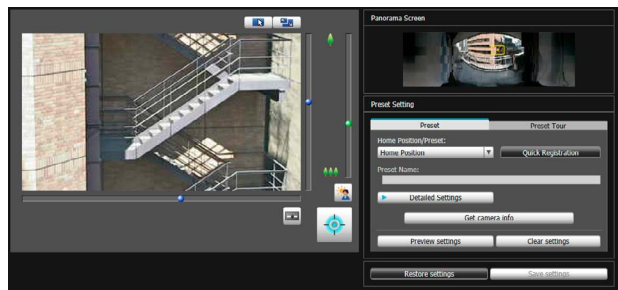 Panorama Screen
Preset Setting
Preset
Preset Tour
Home Position/Preset:
Home Position
Quick Registration
Preset Name:
Detailed Settings
Get camera info
Preview settings
Clear settings
Restore settings
Save settings